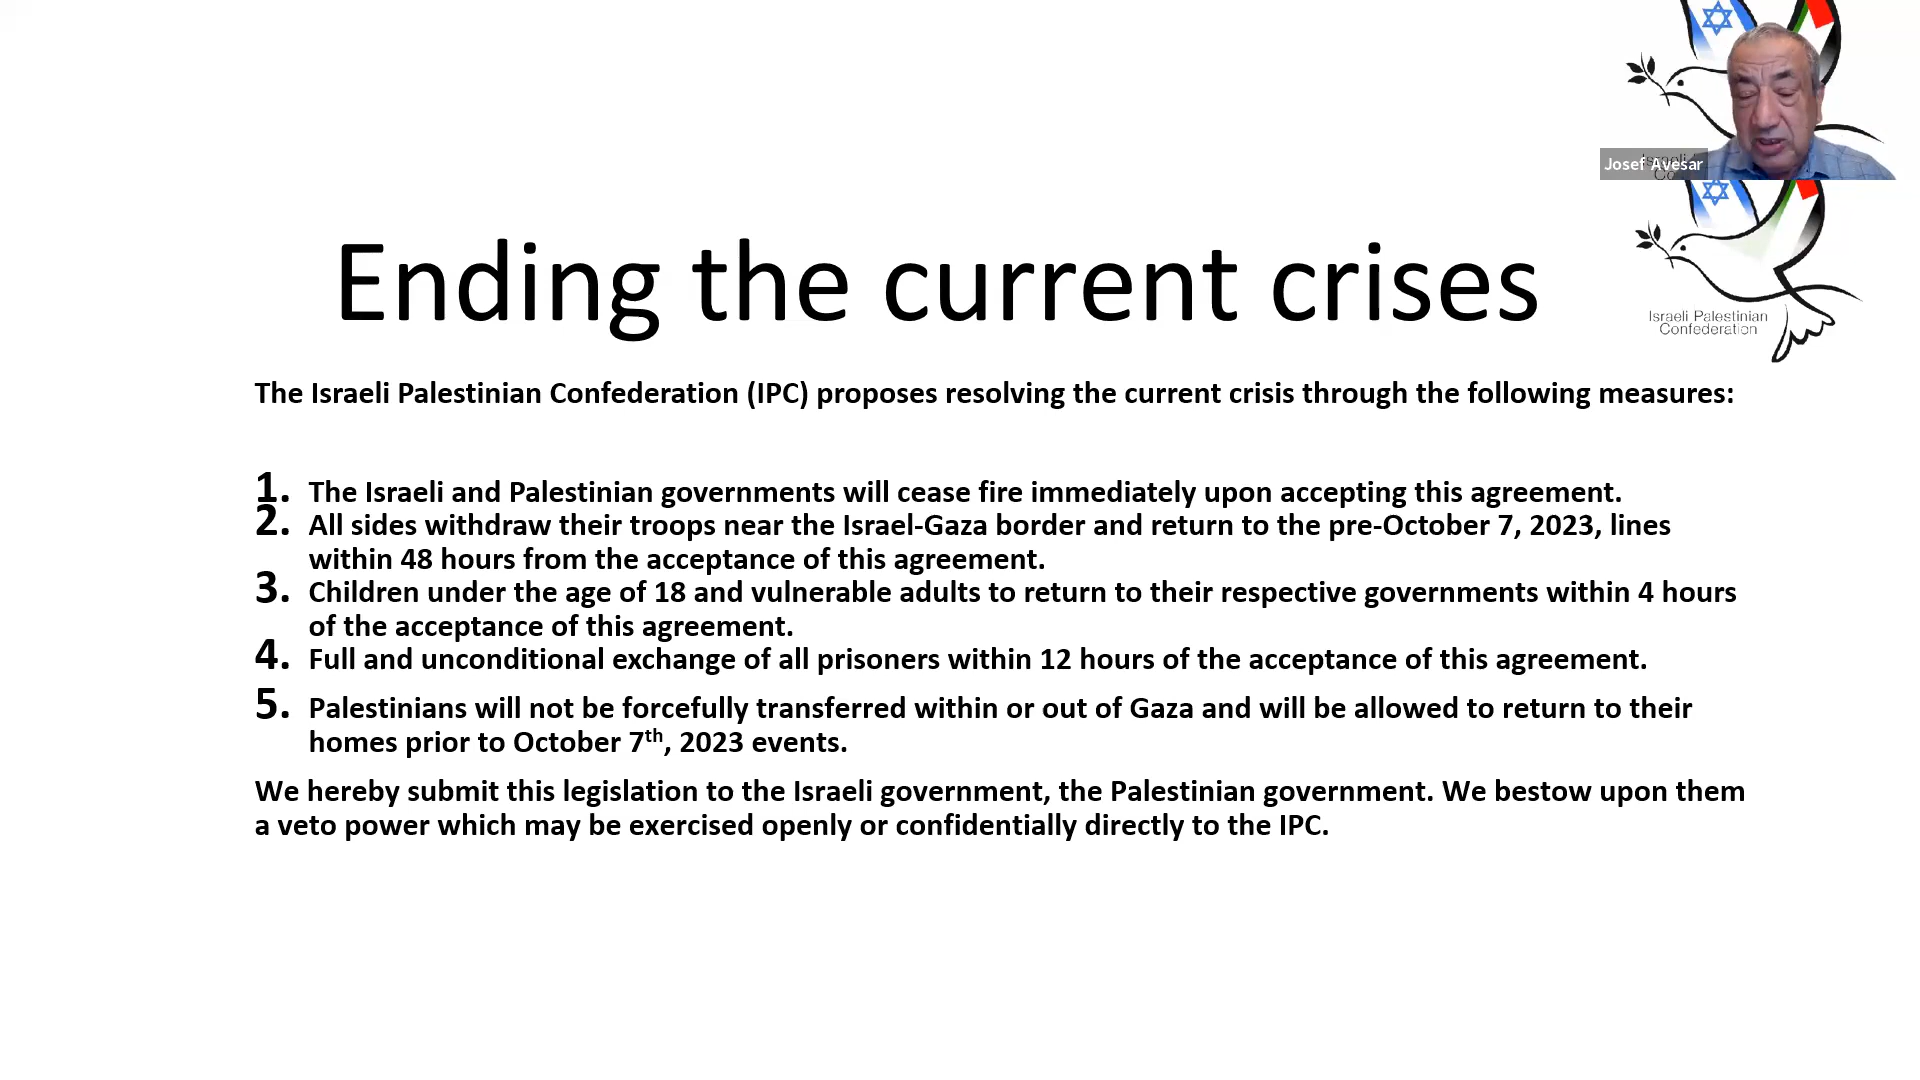 Josef Avesar
Israeli Palestinian
Confederation
Ending the current crises
The Israeli Palestinian Confederation (IPC) proposes resolving the current crisis through the following measures:
1. The Israeli and Palestinian governments will cease fire immediately upon accepting this agreement.
2. All sides withdraw their troops near the Israel-Gaza border and return to the pre-October 7, 2023, lines
within 48 hours from the acceptance of this agreement.
3. Children under the age of 18 and vulnerable adults to return to their respective governments within 4 hours
of the acceptance of this agreement.
4. Full and unconditional exchange of all prisoners within 12 hours of the acceptance of this agreement.
5. Palestinians will not be forcefully transferred within or out of Gaza and will be allowed to return to their
homes prior to October 7th, 2023 events.
We hereby submit this legislation to the Israeli government, the Palestinian government. We bestow upon them
a veto power which may be exercised openly or confidentially directly to the IPC.